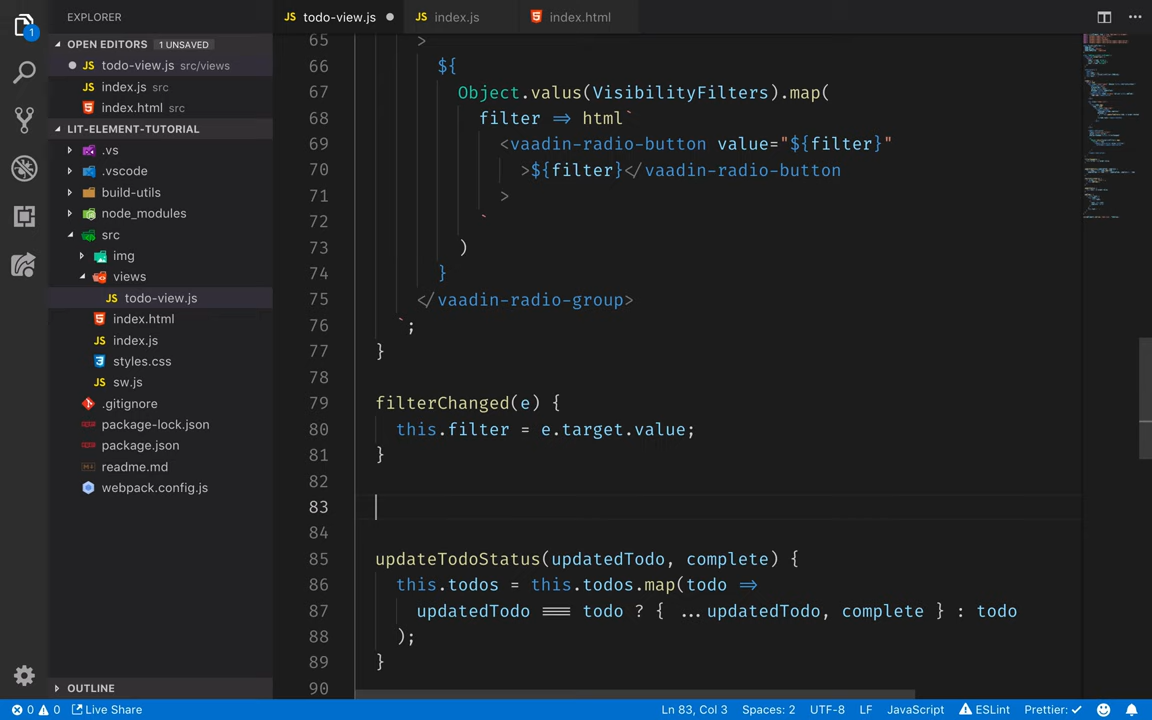 EXPLORER
todo-view.js
JS index.js
index.html
OPEN EDITORS 1 UNSAVED
JS todo-view.js src/views
JS index.js src
index.html src
LIT-ELEMENT-TUTORIAL
.vs
.vscode
build-utils
node_modules
src
img
views
JS todo-view.js
index.html
JS index.js
styles.css
JS sw.js
.gitignore
package-lock.json
package.json
readme.md
webpack.config.js
OUTLINE
65 >
66 ${
67 Object.valus(VisibilityFilters).map(
68 filter => html`
69 <vaadin-radio-button value="${filter}"
70 >${filter}</vaadin-radio-button
71 >
72 `
73 )
74 }
75 </vaadin-radio-group>
76 `;
77 }
78
79 filterChanged(e) {
80 this.filter = e.target.value;
81 }
82
83
84
85 updateTodoStatus(updatedTodo, complete) {
86 this.todos = this.todos.map(todo =>
87 updatedTodo === todo ? { ...updatedTodo, complete } : todo
88 );
89 }
90
0 0 Live Share Ln 83, Col 3 Spaces: 2 UTF-8 LF JavaScript ESLint Prettier: ✓